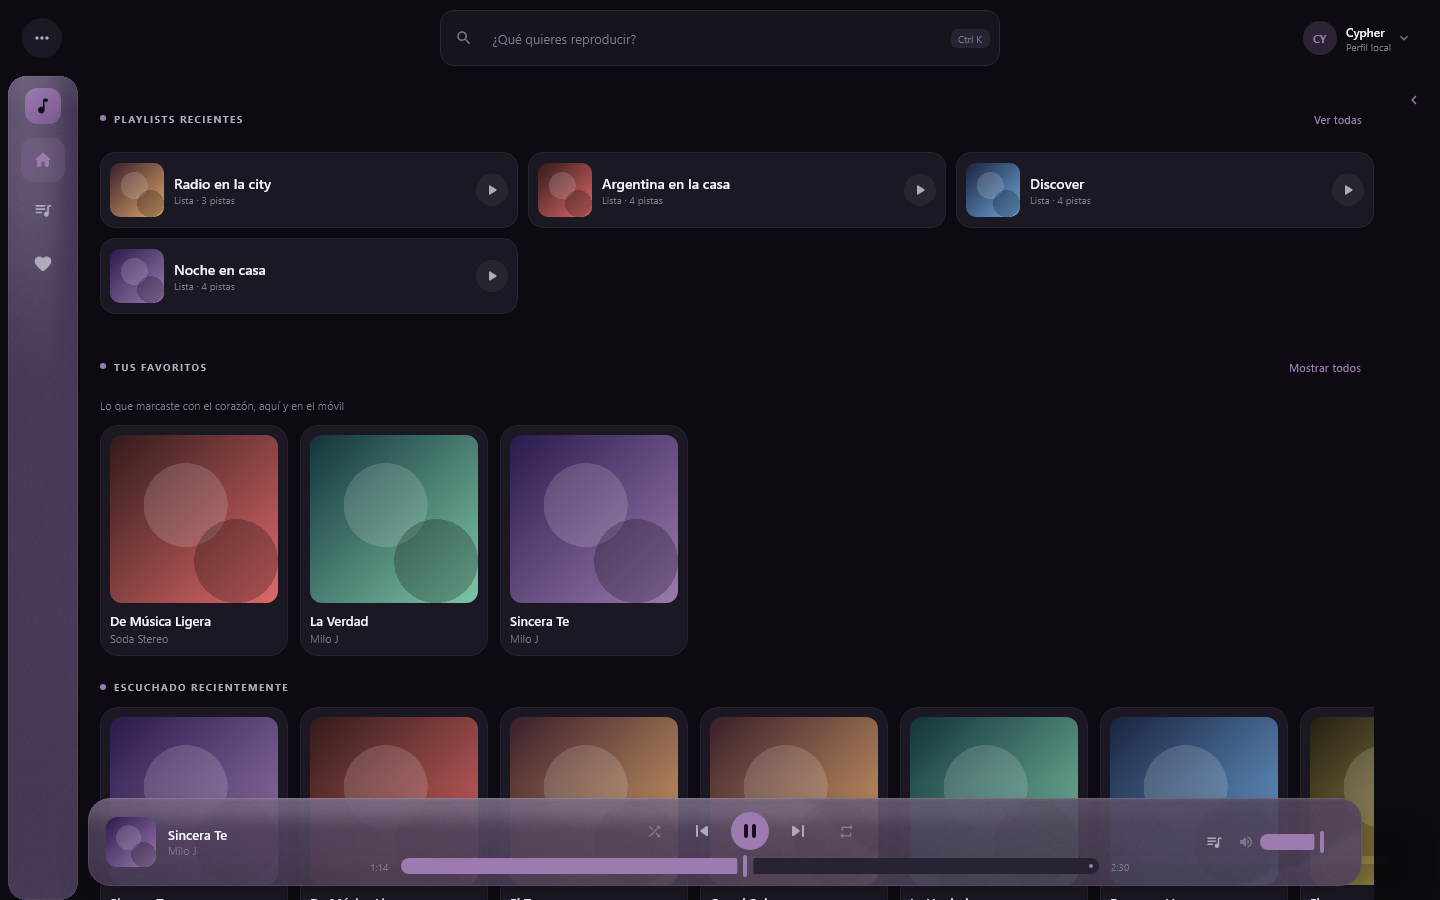 ¿Qué quieres reproducir?
Ctrl K
CY
Cypher
Perfil local
PLAYLISTS RECIENTES
Ver todas
Radio en la city
Lista · 3 pistas
Argentina en la casa
Lista · 4 pistas
Discover
Lista · 4 pistas
Noche en casa
Lista · 4 pistas
TUS FAVORITOS
Mostrar todos
Lo que marcaste con el corazón, aquí y en el móvil
De Música Ligera
Soda Stereo
La Verdad
Milo J
Sincera Te
Milo J
ESCUCHADO RECIENTEMENTE
Sincera Te
Milo J
1:14
2:30